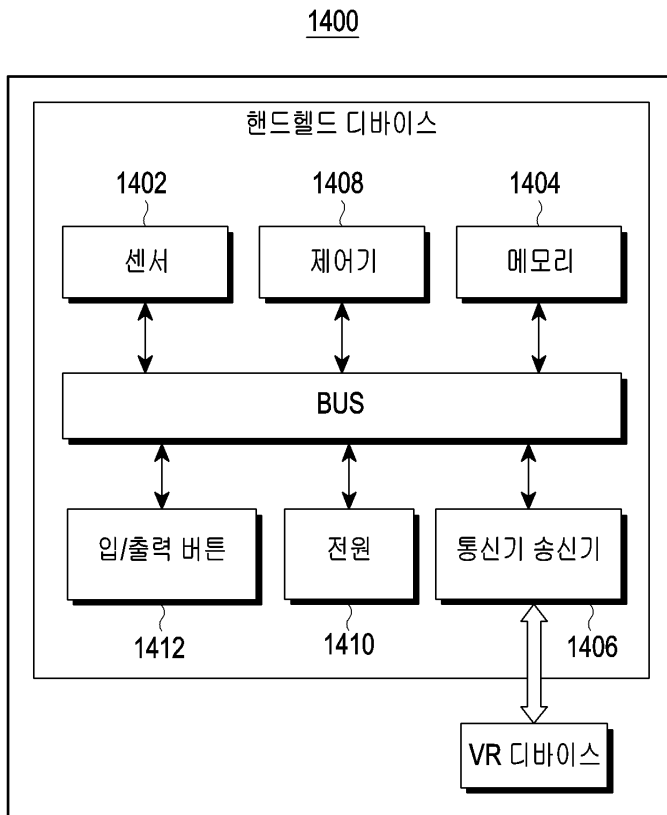 1400
핸드헬드 디바이스
1402
1408
1404
센서
제어기
메모리
BUS
입/출력 버튼
전원
통신기 송신기
1412
1410
1406
VR 디바이스